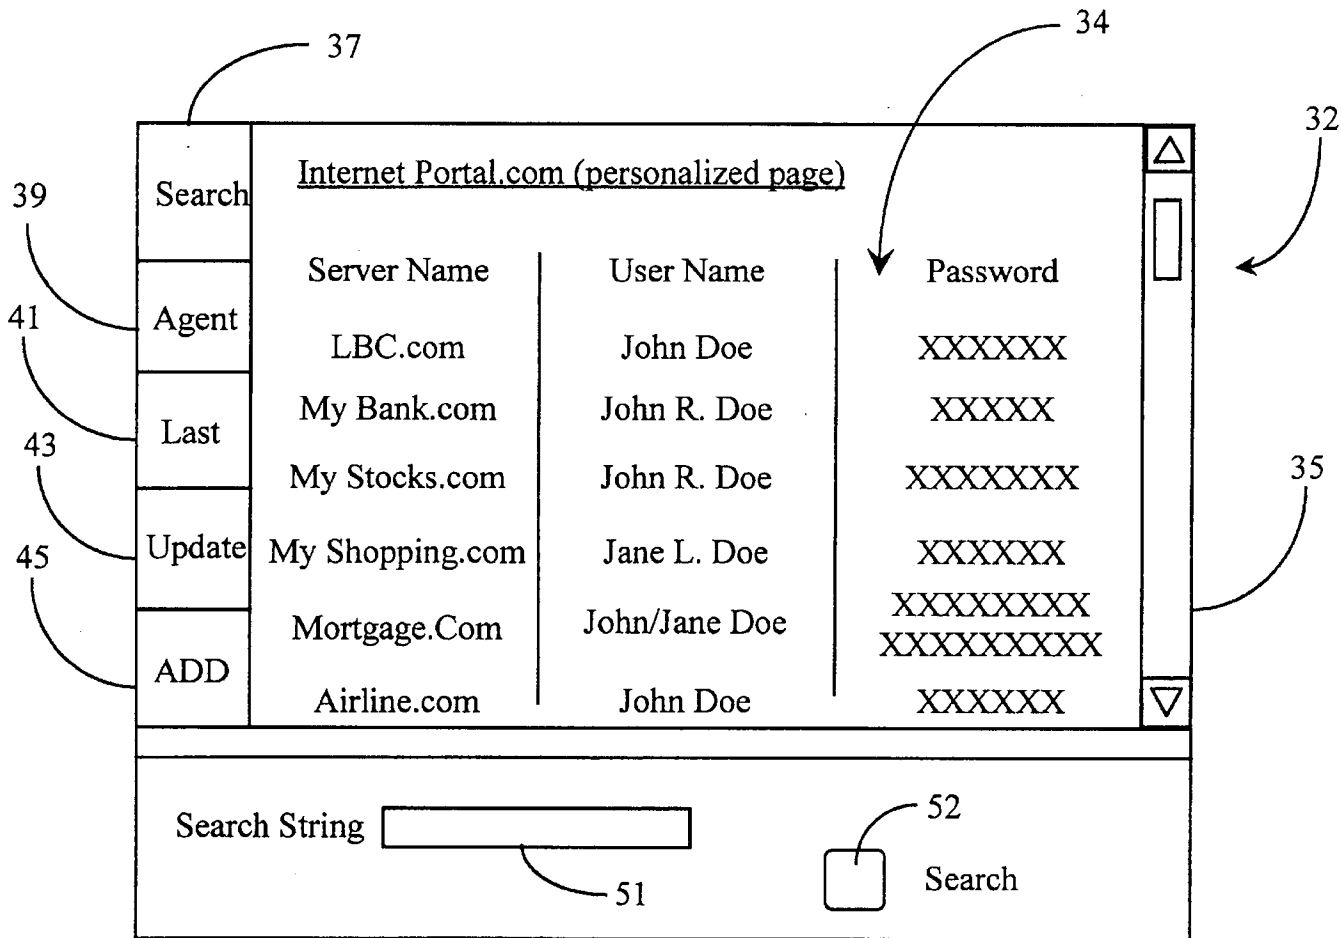 37
34
32
Search
Internet Portal.com (personalized page)
39
Server Name User Name Password
41
Agent
LBC.com John Doe XXXXXX
My Bank.com John R. Doe XXXXX
Last
43
My Stocks.com John R. Doe XXXXXXX
35
45
Update
My Shopping.com Jane L. Doe XXXXXX
Mortgage.Com John/Jane Doe XXXXXXXX
XXXXXXXXX
ADD
Airline.com John Doe XXXXXX
Search String
52
51
Search